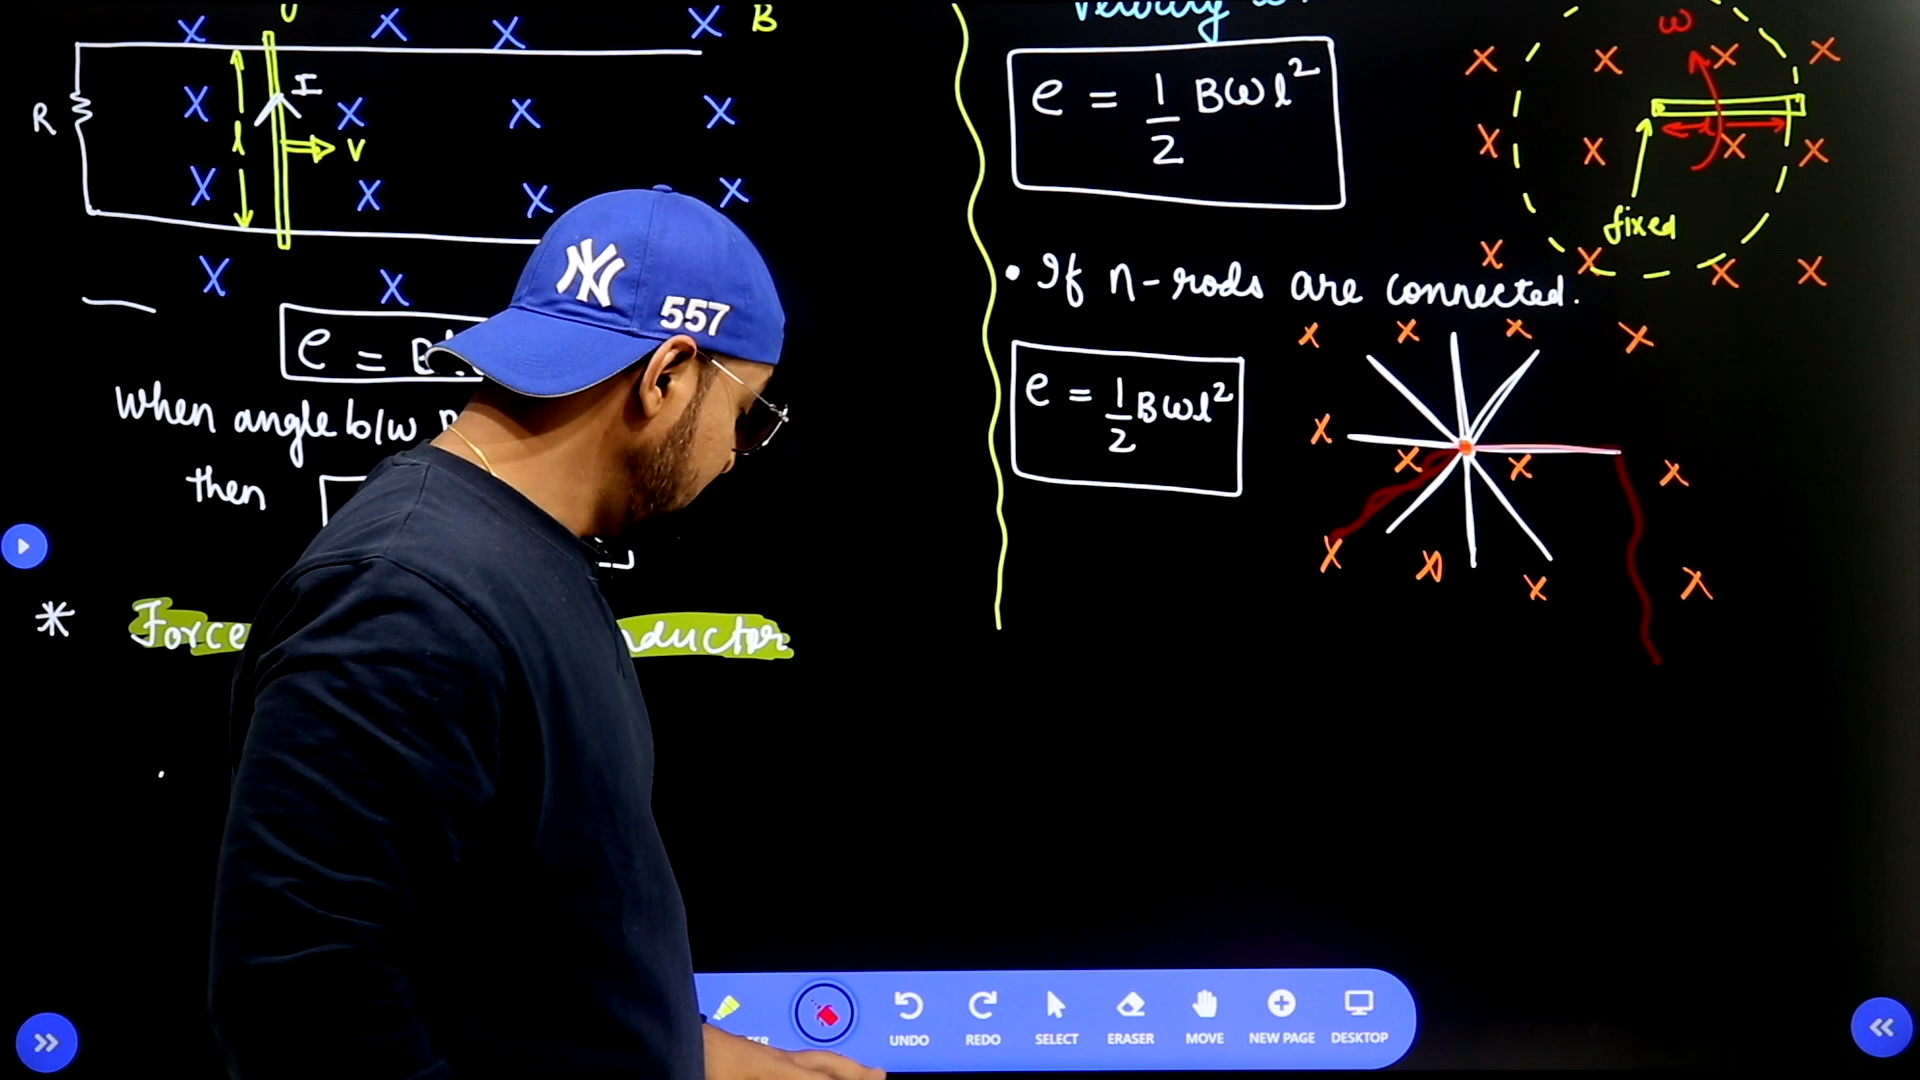 B
R
I
l
v
e =
When angle b/w
then
* Force
nductor
NY
557
Velocity
e = 1/2 Bωl²
ω
l
fixed
• If n-rods are connected.
e = 1/2 Bωl²
UNDO
REDO
SELECT
ERASER
MOVE
NEW PAGE
DESKTOP